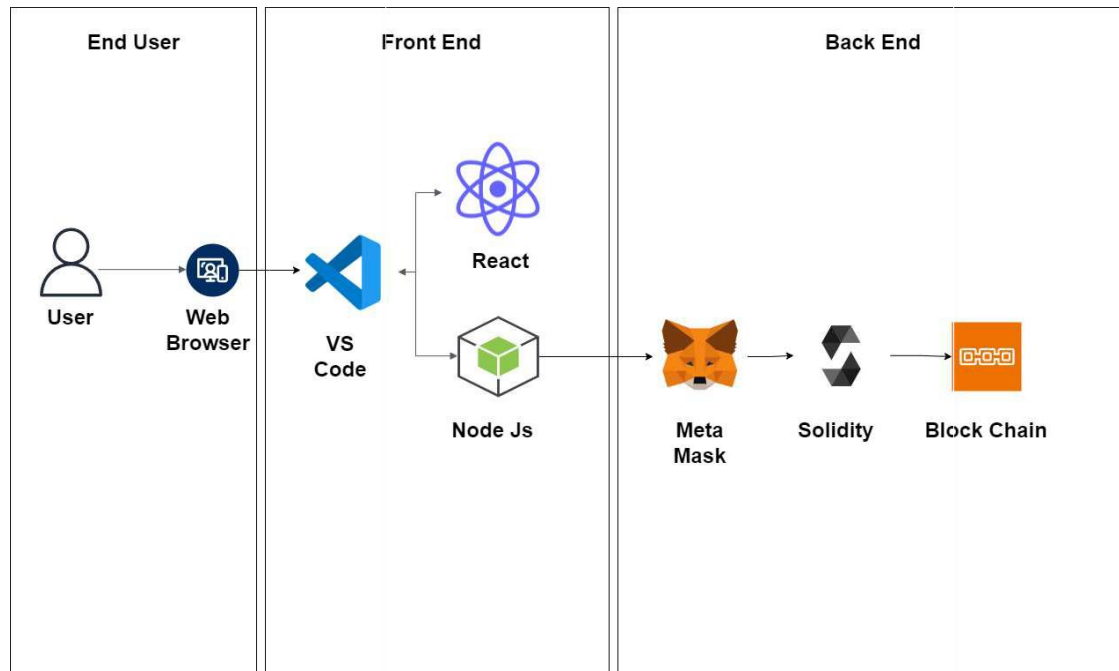 End User
Front End
Back End
User
Web
Browser
VS
Code
React
Node Js
Meta
Mask
Solidity
Block Chain